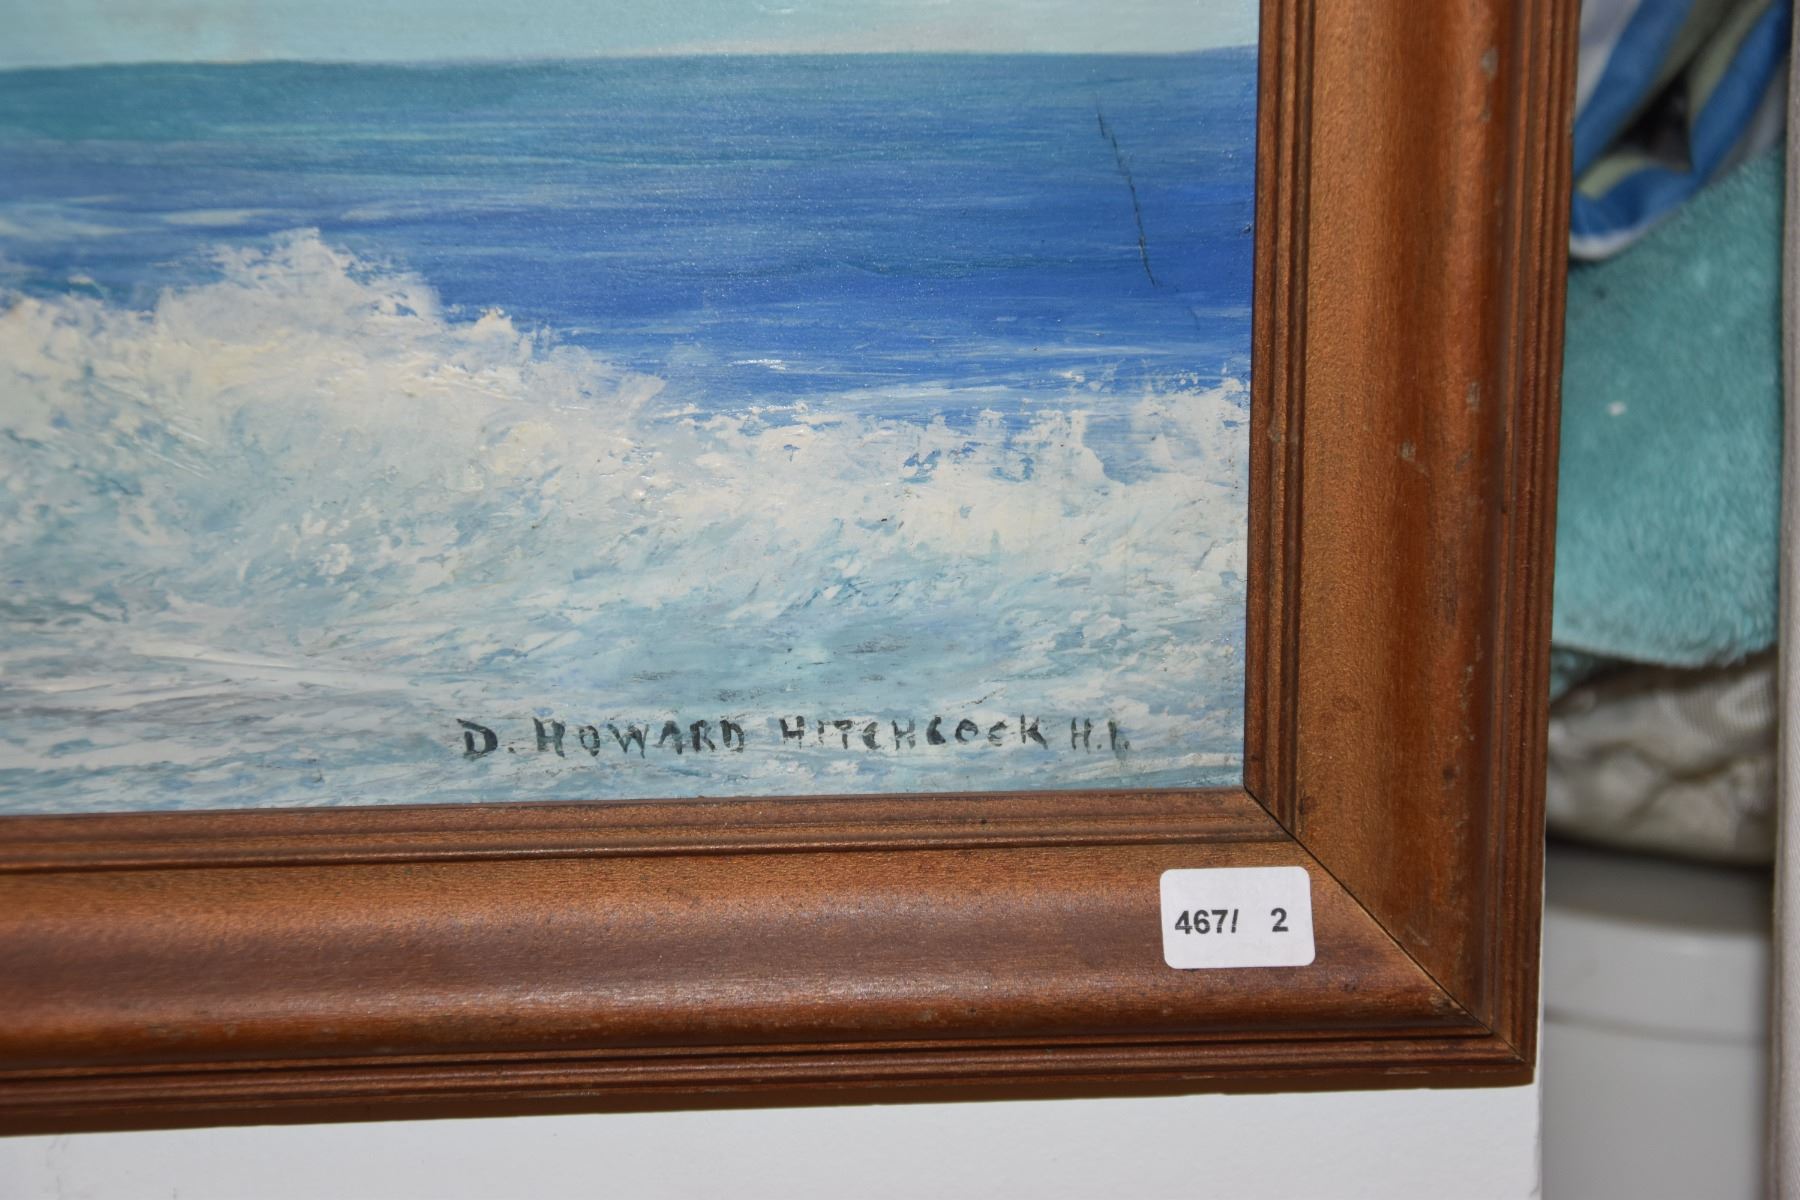 D. HOWARD HITCHCOCK H.I.
467/ 2